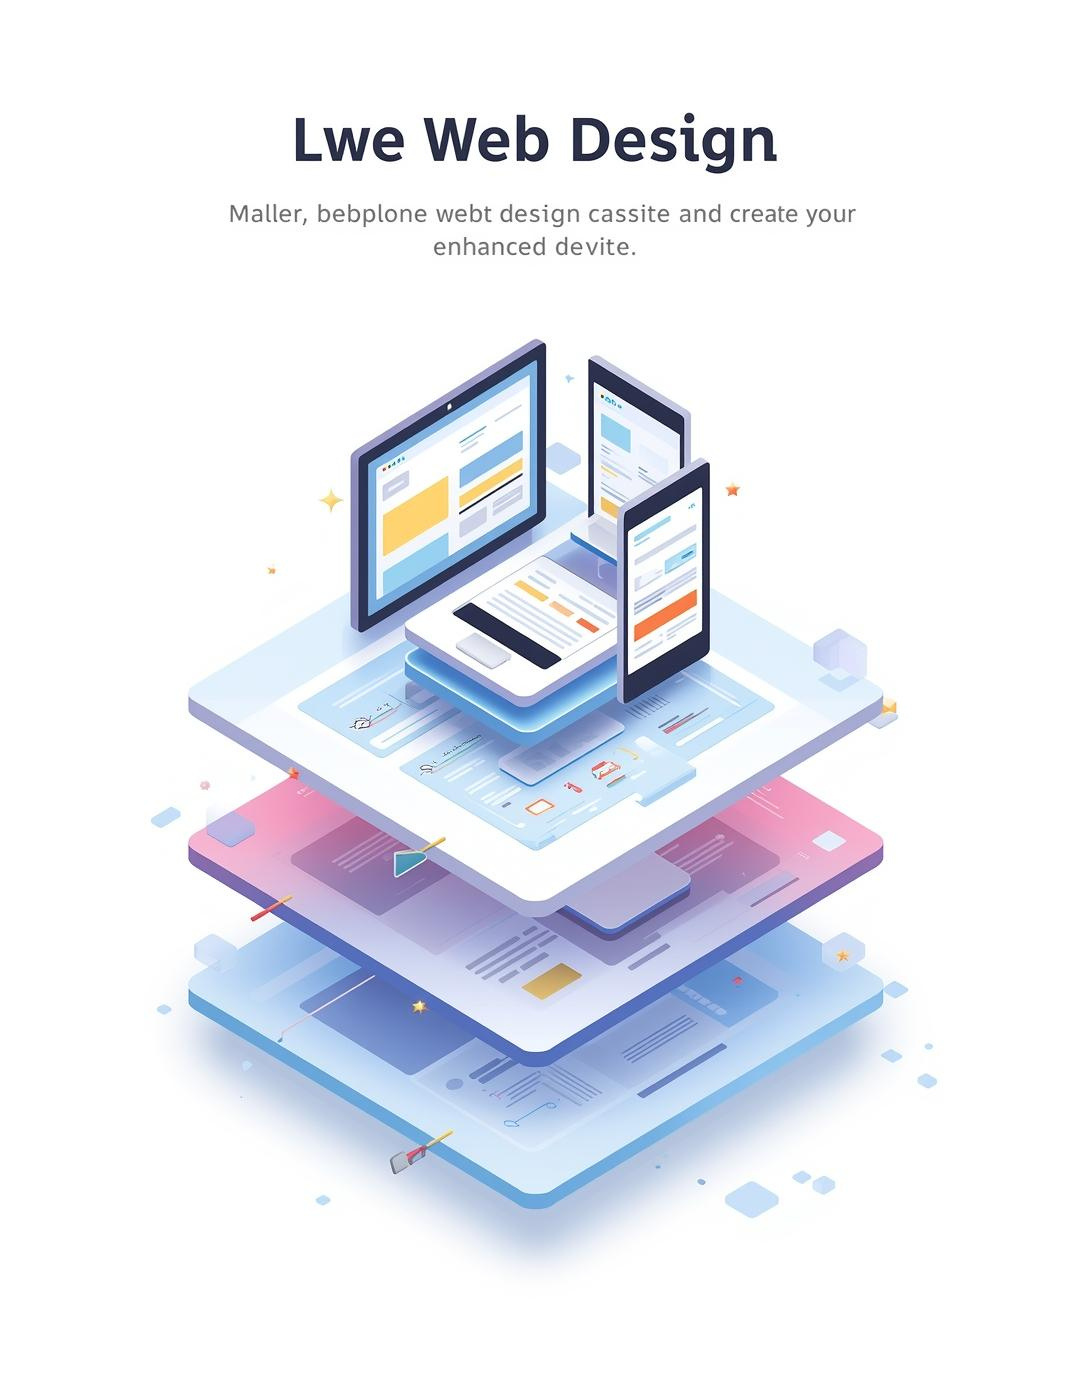 Lwe Web Design
Maller, bebplone webt design cassite and create your
enhanced devite.